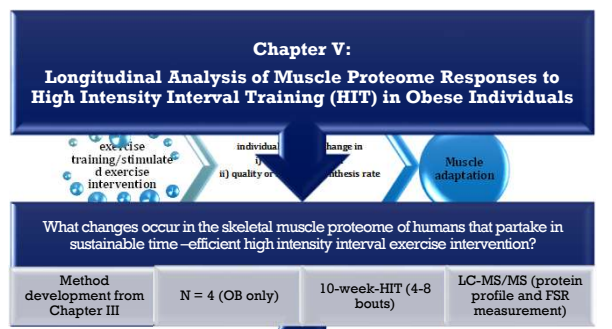 Chapter V:
Longitudinal Analysis of Muscle Proteome Responses to
High Intensity Interval Training (HIT) in Obese Individuals
exercise
training/stimulate
d exercise
intervention
individual hange in
i)
ii) quality or nthesis rate
Muscle
adaptation
What changes occur in the skeletal muscle proteome of humans that partake in
sustainable time –efficient high intensity interval exercise intervention?
Method
development from
Chapter III
N = 4 (OB only)
10-week-HIT (4-8
bouts)
LC-MS/MS (protein
profile and FSR
measurement)